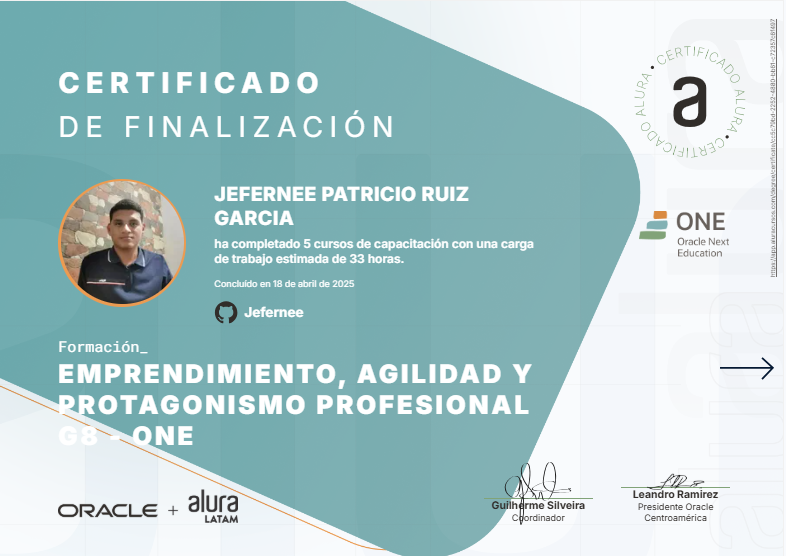 CERTIFICADO
DE FINALIZACIÓN
CERTIFICADO ALURA • CERTIFICADO ALURA •
a
JEFERNEE PATRICIO RUIZ
GARCIA
ha completado 5 cursos de capacitación con una carga
de trabajo estimada de 33 horas.
Concluido en 18 de abril de 2025
Jefernee
ONE
Oracle Next
Education
Formación_
EMPRENDIMIENTO, AGILIDAD Y
PROTAGONISMO PROFESIONAL
G8 - ONE
ORACLE + alura
LATAM
Guilherme Silveira
Coordinador
Leandro Ramirez
Presidente Oracle
Centroamérica